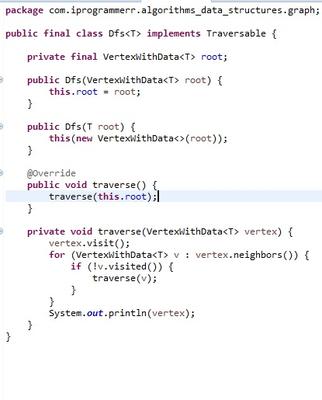 package com.iprogrammerr.algorithms_data_structures.graph;
public final class Dfs<T> implements Traversable {
private final VertexWithData<T> root;
public Dfs(VertexWithData<T> root) {
this.root = root;
}
public Dfs(T root) {
this(new VertexWithData<>(root));
}
@Override
public void traverse() {
traverse(this.root);
}
private void traverse(VertexWithData<T> vertex) {
vertex.visit();
for (VertexWithData<T> v : vertex.neighbors()) {
if (!v.visited()) {
traverse(v);
}
}
System.out.println(vertex);
}
}